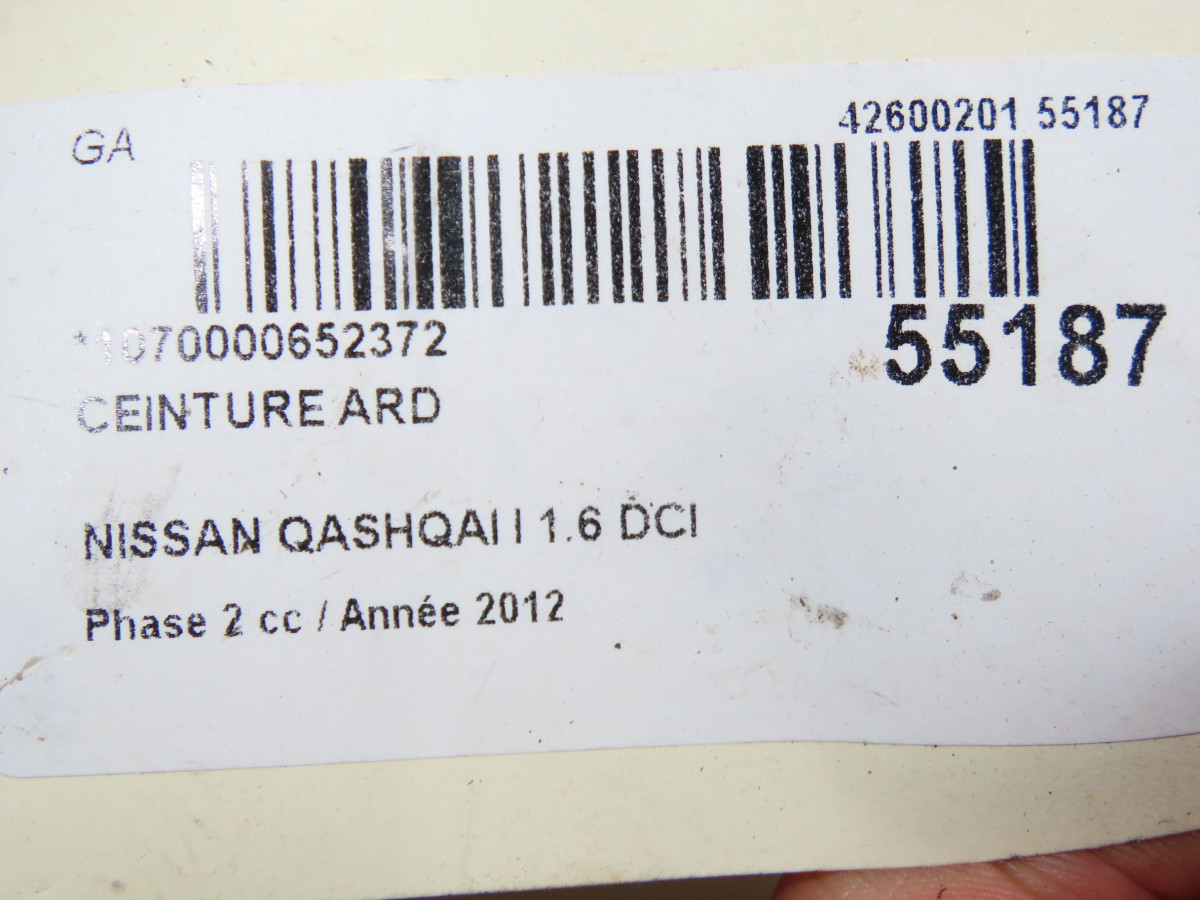 GA
42600201 55187
*1070000652372
55187
CEINTURE ARD
NISSAN QASHQAI I 1.6 DCI
Phase 2 cc / Année 2012